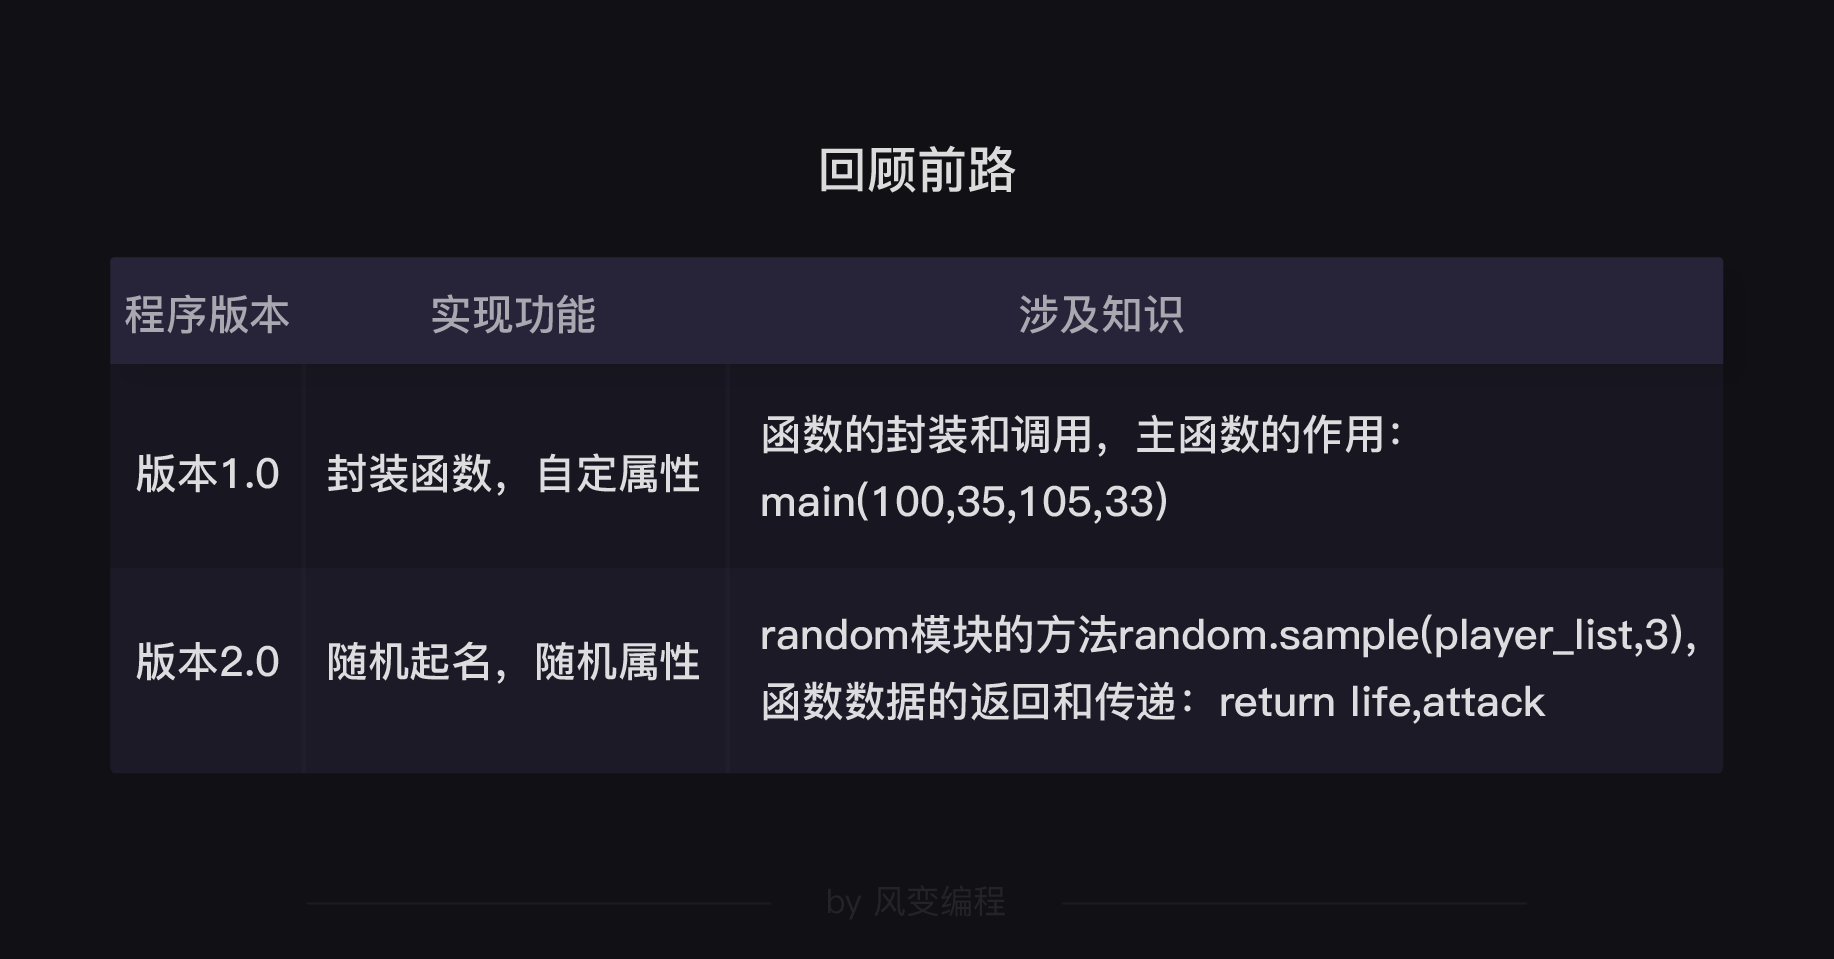 回顾前路
程序版本 实现功能 涉及知识
版本1.0 封装函数，自定属性 函数的封装和调用，主函数的作用：
main(100,35,105,33)
版本2.0 随机起名，随机属性 random模块的方法random.sample(player_list,3)，
函数数据的返回和传递：return life,attack
by 风变编程